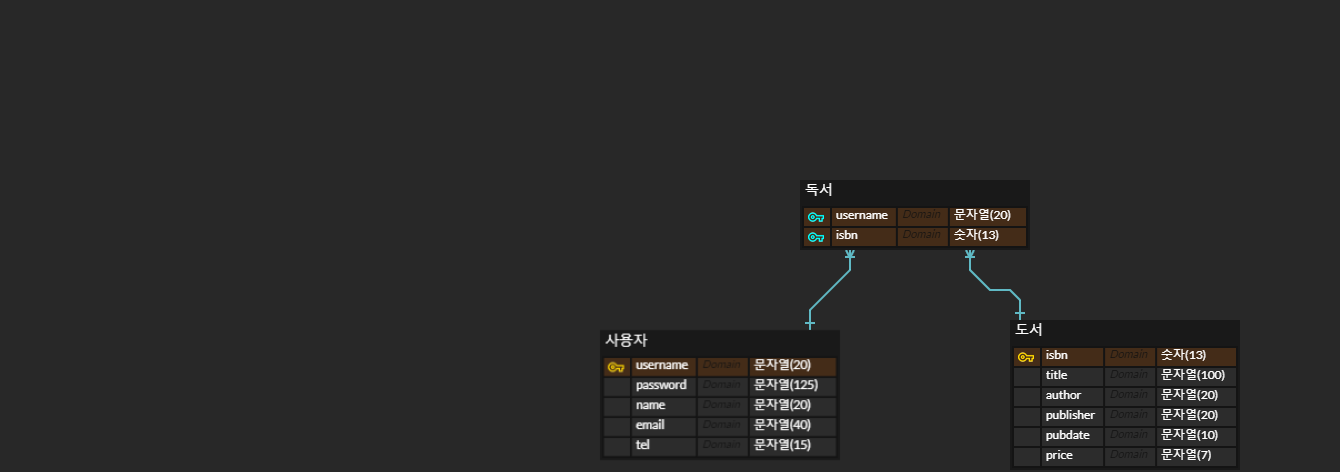 독서
username Domain 문자열(20)
isbn Domain 숫자(13)
사용자
username Domain 문자열(20)
password Domain 문자열(125)
name Domain 문자열(20)
email Domain 문자열(40)
tel Domain 문자열(15)
도서
isbn Domain 숫자(13)
title Domain 문자열(100)
author Domain 문자열(20)
publisher Domain 문자열(20)
pubdate Domain 문자열(10)
price Domain 문자열(7)